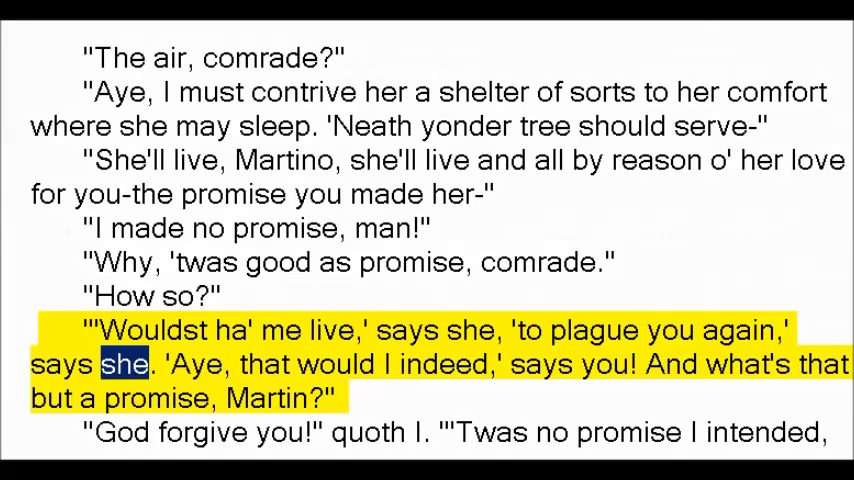 "The air, comrade?"
"Aye, I must contrive her a shelter of sorts to her comfort
where she may sleep. 'Neath yonder tree should serve-"
"She'll live, Martino, she'll live and all by reason o' her love
for you-the promise you made her-"
"I made no promise, man!"
"Why, 'twas good as promise, comrade."
"How so?"
"'Wouldst ha' me live,' says she, 'to plague you again,'
says she. 'Aye, that would I indeed,' says you! And what's that
but a promise, Martin?"
"God forgive you!" quoth I. "'Twas no promise I intended,